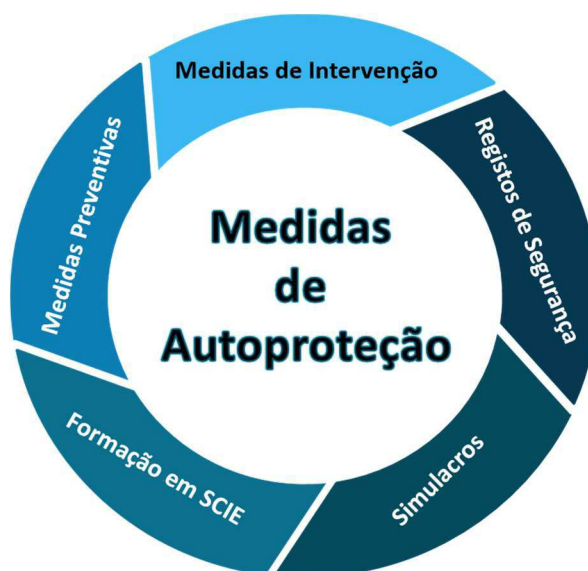 Medidas de Intervenção
Registos de Segurança
Simulacros
Formação em SCIE
Medidas Preventivas
Medidas
de
Autoproteção